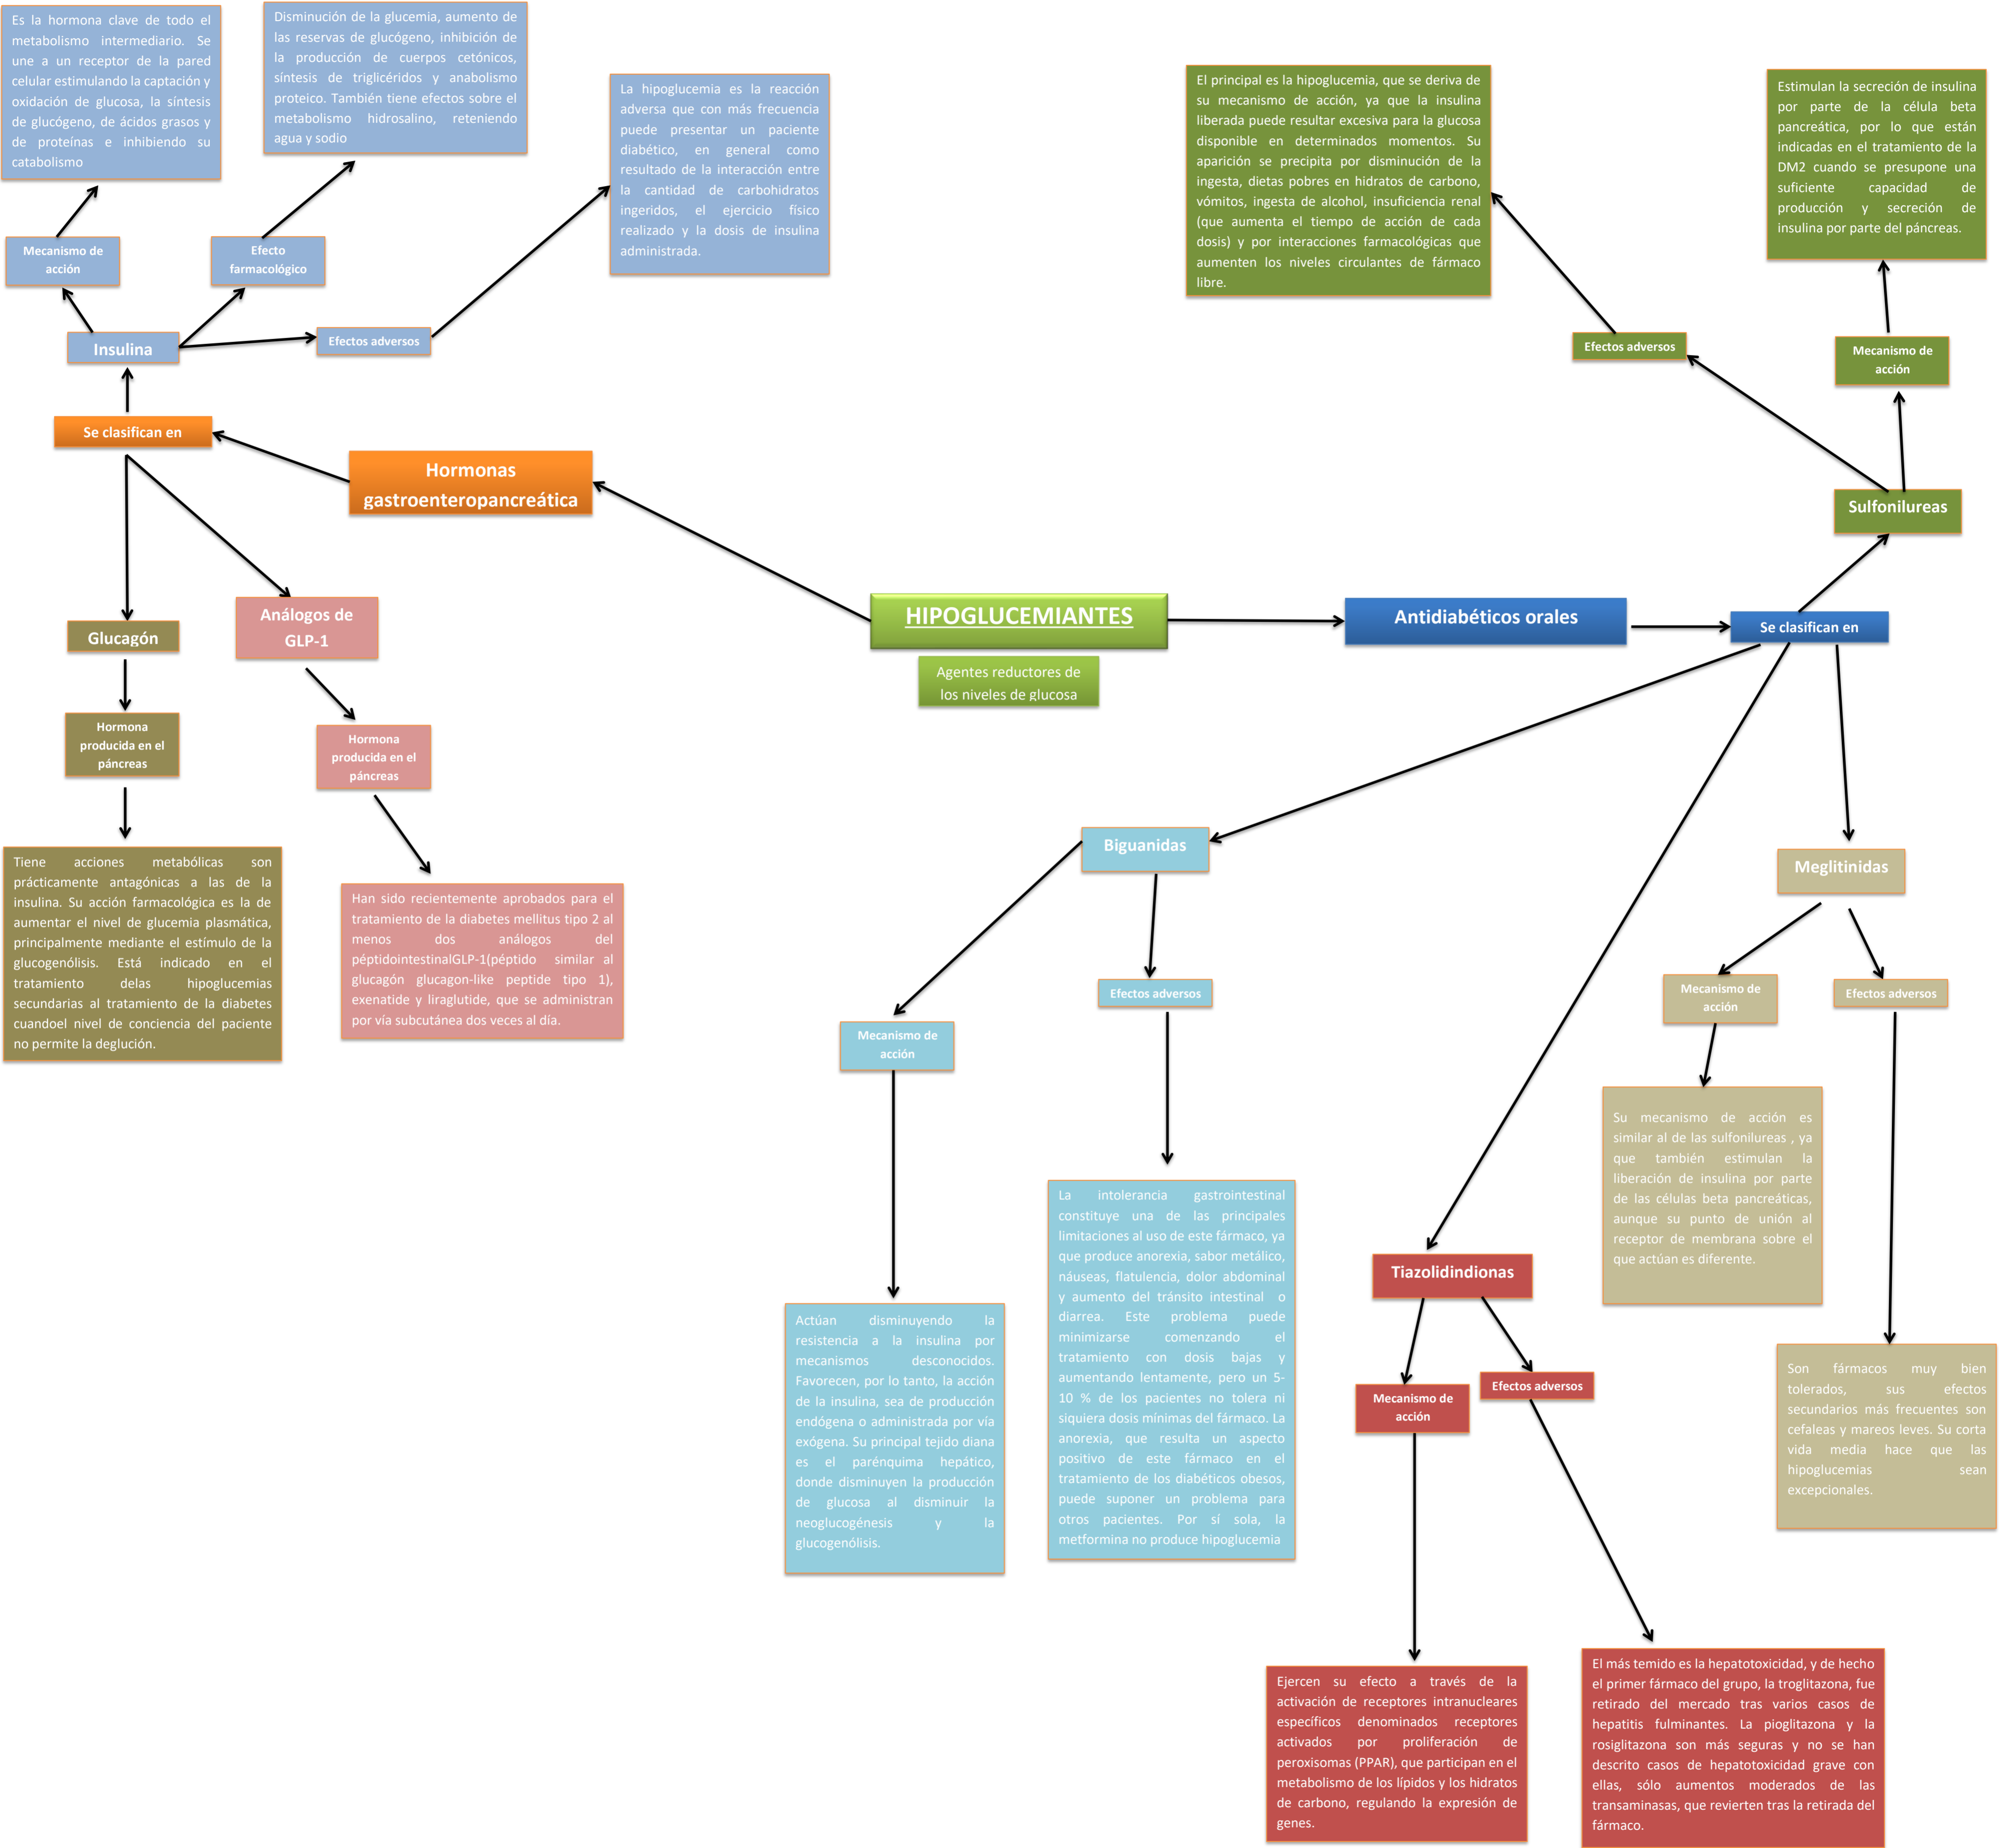 Es la hormona clave de todo el
metabolismo intermediario. Se
une a un receptor de la pared
celular estimulando la captación y
oxidación de glucosa, la síntesis
de glucógeno, de ácidos grasos y
de proteínas e inhibiendo su
catabolismo
Disminución de la glucemia, aumento de
las reservas de glucógeno, inhibición de
la producción de cuerpos cetónicos,
síntesis de triglicéridos y anabolismo
proteico. También tiene efectos sobre el
metabolismo hidrosalino, reteniendo
agua y sodio
La hipoglucemia es la reacción
adversa que con más frecuencia
puede presentar un paciente
diabético, en general como
resultado de la interacción entre
la cantidad de carbohidratos
ingeridos, el ejercicio físico
realizado y la dosis de insulina
administrada.
Mecanismo de
acción
Efecto
farmacológico
Insulina
Efectos adversos
Se clasifican en
Hormonas
gastroenteropancreática
Glucagón
Análogos de
GLP-1
Hormona
producida en el
páncreas
Hormona
producida en el
páncreas
Tiene acciones metabólicas son
prácticamente antagónicas a las de la
insulina. Su acción farmacológica es la de
aumentar el nivel de glucemia plasmática,
principalmente mediante el estímulo de la
glucogenólisis. Está indicado en el
tratamiento delas hipoglucemias
secundarias al tratamiento de la diabetes
cuandoel nivel de conciencia del paciente
no permite la deglución.
Han sido recientemente aprobados para el
tratamiento de la diabetes mellitus tipo 2 al
menos dos análogos del
péptidointestinalGLP-1(péptido similar al
glucagón glucagon-like peptide tipo 1),
exenatide y liraglutide, que se administran
por vía subcutánea dos veces al día.
HIPOGLUCEMIANTES
Agentes reductores de
los niveles de glucosa
Antidiabéticos orales
Se clasifican en
El principal es la hipoglucemia, que se deriva de
su mecanismo de acción, ya que la insulina
liberada puede resultar excesiva para la glucosa
disponible en determinados momentos. Su
aparición se precipita por disminución de la
ingesta, dietas pobres en hidratos de carbono,
vómitos, ingesta de alcohol, insuficiencia renal
(que aumenta el tiempo de acción de cada
dosis) y por interacciones farmacológicas que
aumenten los niveles circulantes de fármaco
libre.
Estimulan la secreción de insulina
por parte de la célula beta
pancreática, por lo que están
indicadas en el tratamiento de la
DM2 cuando se presupone una
suficiente capacidad de
producción y secreción de
insulina por parte del páncreas.
Efectos adversos
Mecanismo de
acción
Sulfonilureas
Biguanidas
Mecanismo de
acción
Efectos adversos
Actúan disminuyendo la
resistencia a la insulina por
mecanismos desconocidos.
Favorecen, por lo tanto, la acción
de la insulina, sea de producción
endógena o administrada por vía
exógena. Su principal tejido diana
es el parénquima hepático,
donde disminuyen la producción
de glucosa al disminuir la
neoglucogénesis y la
glucogenólisis.
La intolerancia gastrointestinal
constituye una de las principales
limitaciones al uso de este fármaco, ya
que produce anorexia, sabor metálico,
náuseas, flatulencia, dolor abdominal
y aumento del tránsito intestinal o
diarrea. Este problema puede
minimizarse comenzando el
tratamiento con dosis bajas y
aumentando lentamente, pero un 5-
10 % de los pacientes no tolera ni
siquiera dosis mínimas del fármaco. La
anorexia, que resulta un aspecto
positivo de este fármaco en el
tratamiento de los diabéticos obesos,
puede suponer un problema para
otros pacientes. Por sí sola, la
metformina no produce hipoglucemia
Meglitinidas
Mecanismo de
acción
Efectos adversos
Su mecanismo de acción es
similar al de las sulfonilureas , ya
que también estimulan la
liberación de insulina por parte
de las células beta pancreáticas,
aunque su punto de unión al
receptor de membrana sobre el
que actúan es diferente.
Son fármacos muy bien
tolerados, sus efectos
secundarios más frecuentes son
cefaleas y mareos leves. Su corta
vida media hace que las
hipoglucemias sean
excepcionales.
Tiazolidindionas
Mecanismo de
acción
Efectos adversos
Ejercen su efecto a través de la
activación de receptores intranucleares
específicos denominados receptores
activados por proliferación de
peroxisomas (PPAR), que participan en el
metabolismo de los lípidos y los hidratos
de carbono, regulando la expresión de
genes.
El más temido es la hepatotoxicidad, y de hecho
el primer fármaco del grupo, la troglitazona, fue
retirado del mercado tras varios casos de
hepatitis fulminantes. La pioglitazona y la
rosiglitazona son más seguras y no se han
descrito casos de hepatotoxicidad grave con
ellas, sólo aumentos moderados de las
transaminasas, que revierten tras la retirada del
fármaco.